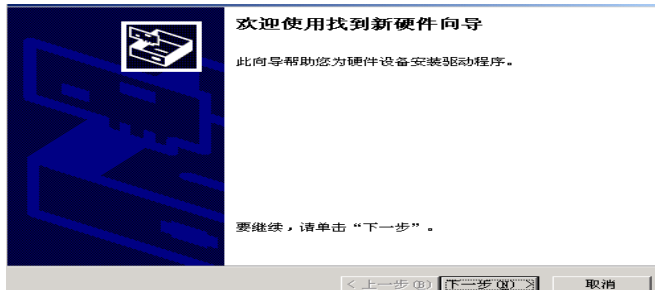 欢迎使用找到新硬件向导
此向导帮助您为硬件设备安装驱动程序。
要继续，请单击“下一步”。
< 上一步(B) 下一步(N) > 取消